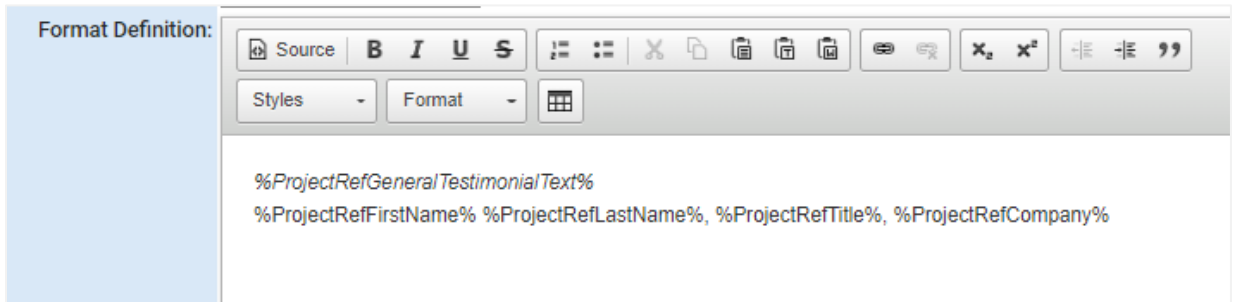 Format Definition:
Source B I U S
Styles Format
%ProjectRefGeneralTestimonialText%
%ProjectRefFirstName% %ProjectRefLastName%, %ProjectRefTitle%, %ProjectRefCompany%